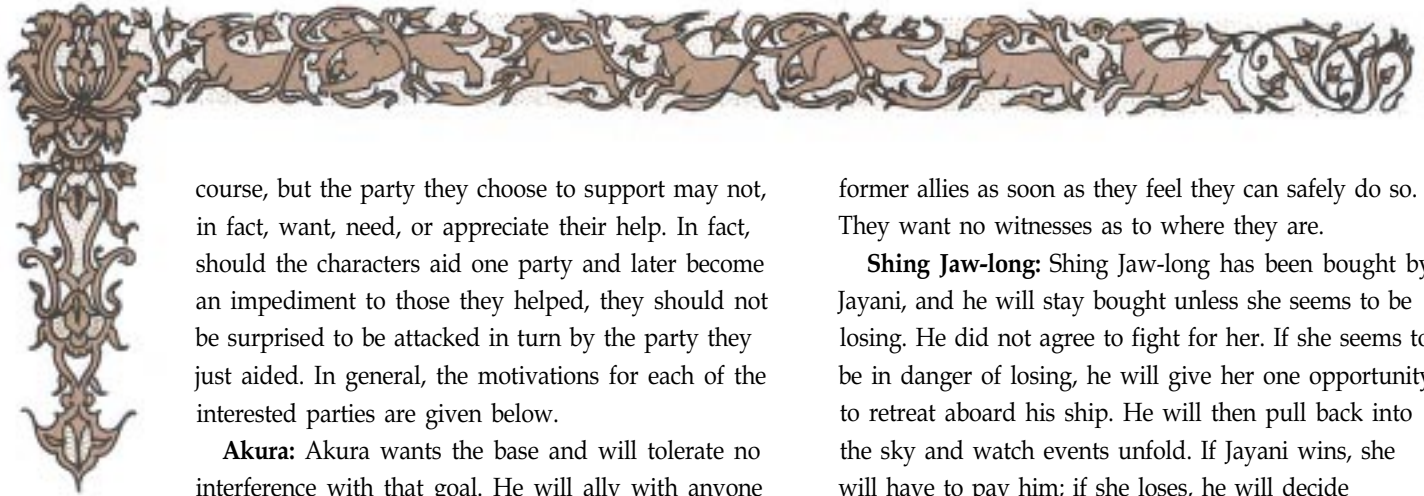 course, but the party they choose to support may not,
in fact, want, need, or appreciate their help. In fact,
should the characters aid one party and later become
an impediment to those they helped, they should not
be surprised to be attacked in turn by the party they
just aided. In general, the motivations for each of the
interested parties are given below.
Akura: Akura wants the base and will tolerate no
interference with that goal. He will ally with anyone
former allies as soon as they feel they can safely do so.
They want no witnesses as to where they are.
Shing Jaw-long: Shing Jaw-long has been bought by
Jayani, and he will stay bought unless she seems to be
losing. He did not agree to fight for her. If she seems to
be in danger of losing, he will give her one opportunity
to retreat aboard his ship. He will then pull back into
the sky and watch events unfold. If Jayani wins, she
will have to pay him; if she loses, he will decide